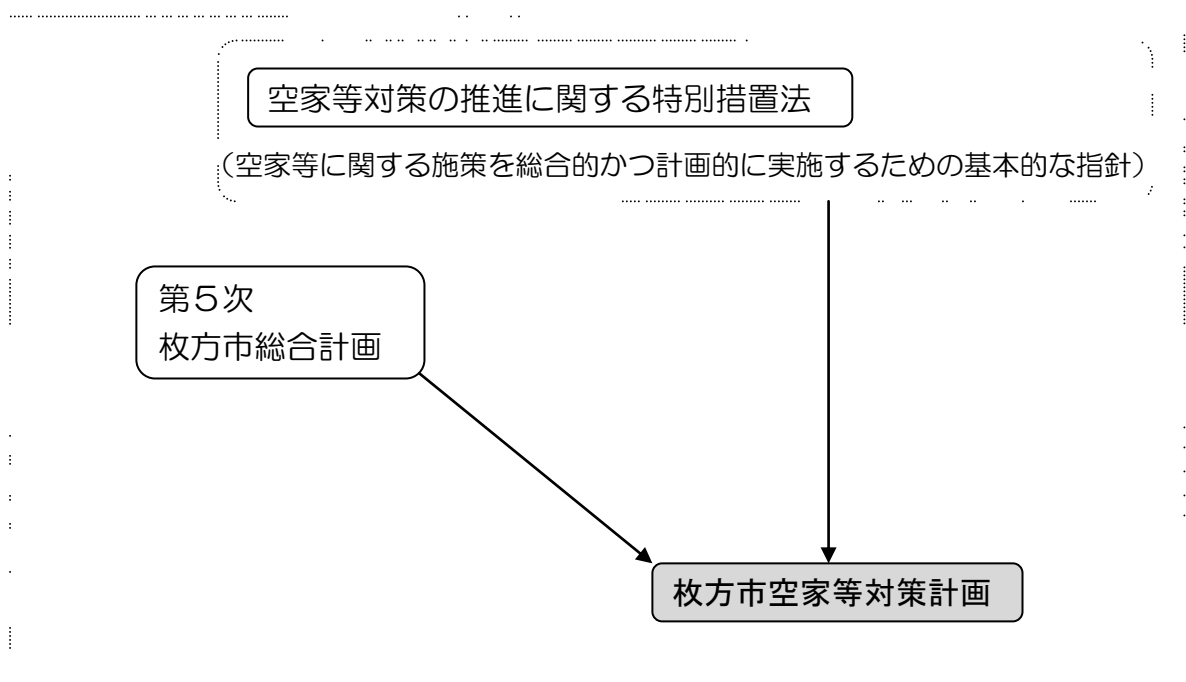 空家等対策の推進に関する特別措置法
（空家等に関する施策を総合的かつ計画的に実施するための基本的な指針）
第５次
枚方市総合計画
枚方市空家等対策計画